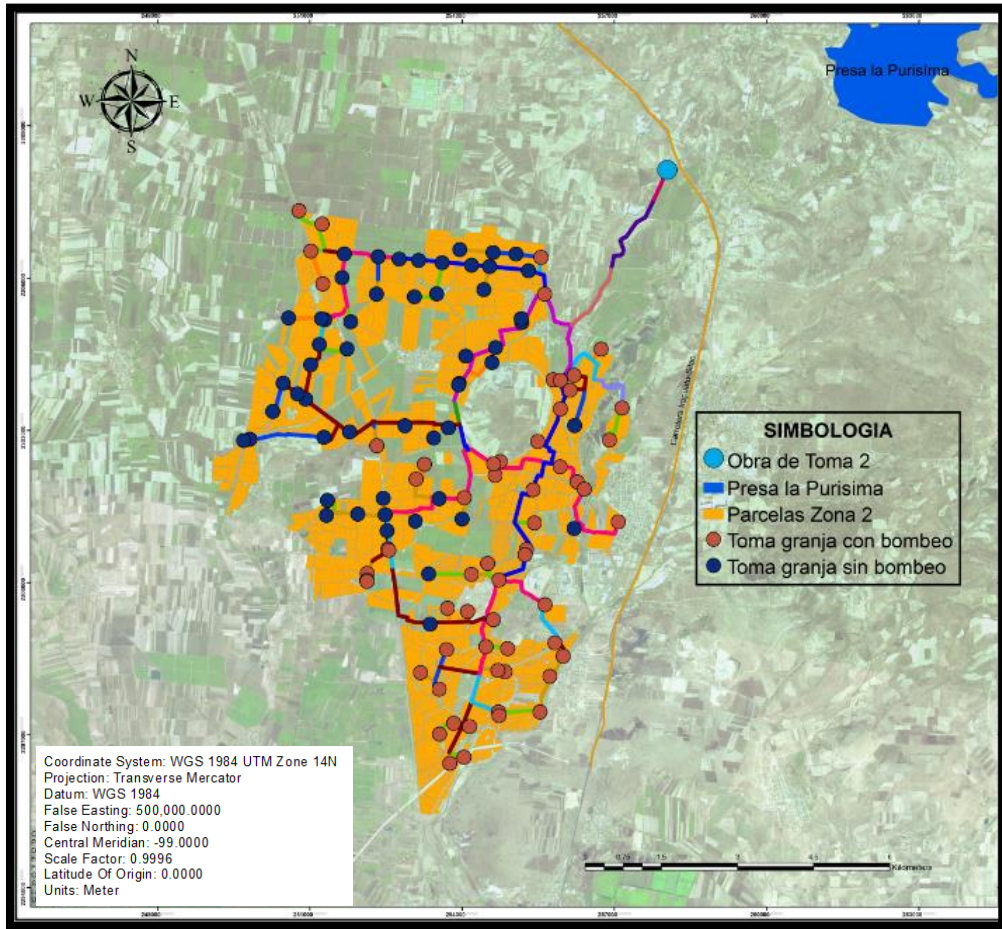 N
W
E
S
Presa la Purisíma
SIMBOLOGIA
Obra de Toma 2
Presa la Purisima
Parcelas Zona 2
Toma granja con bombeo
Toma granja sin bombeo
Coordinate System: WGS 1984 UTM Zone 14N
Projection: Transverse Mercator
Datum: WGS 1984
False Easting: 500,000.0000
False Northing: 0.0000
Central Meridian: -99.0000
Scale Factor: 0.9996
Latitude Of Origin: 0.0000
Units: Meter